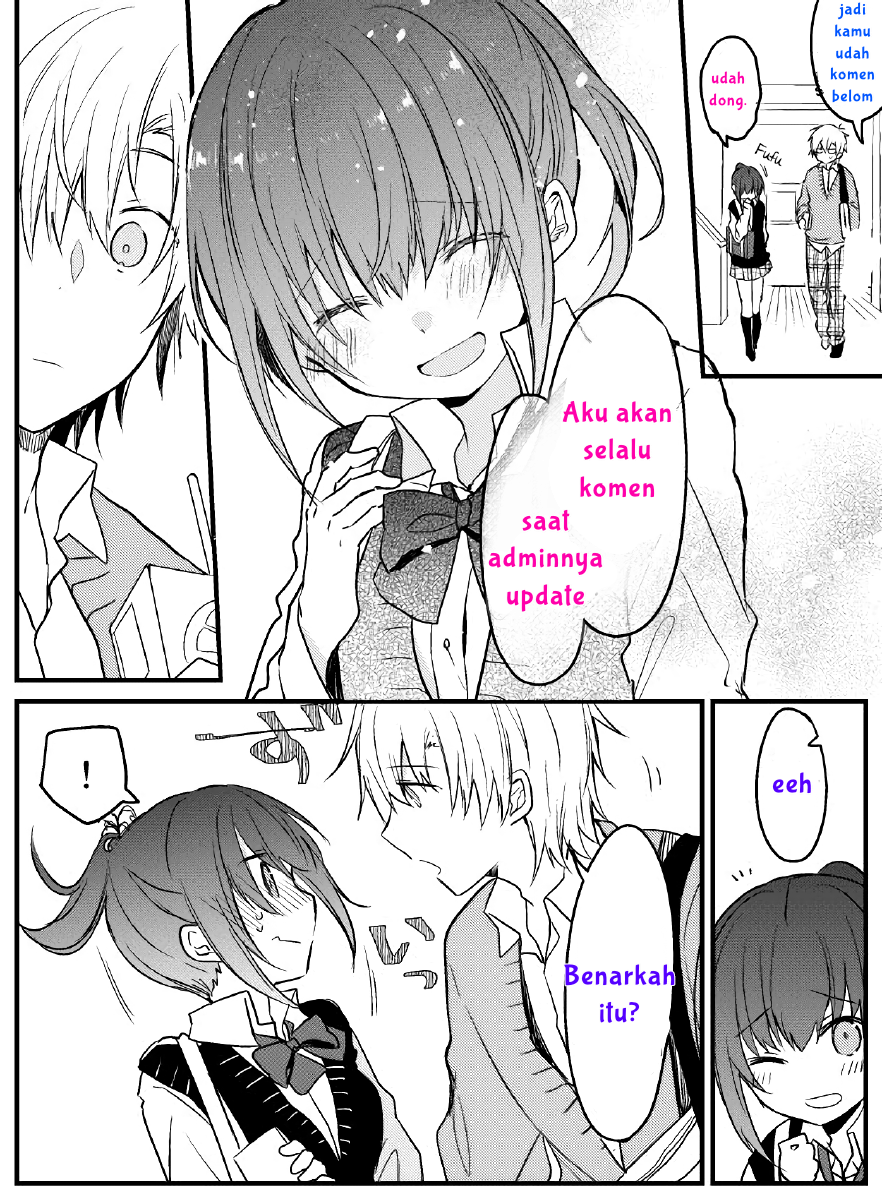 jadi
kamu
udah
komen
belom
udah
dong.
Fufu
Aku akan
selalu
komen
saat
adminnya
update
!
Benarkah
itu?
eeh